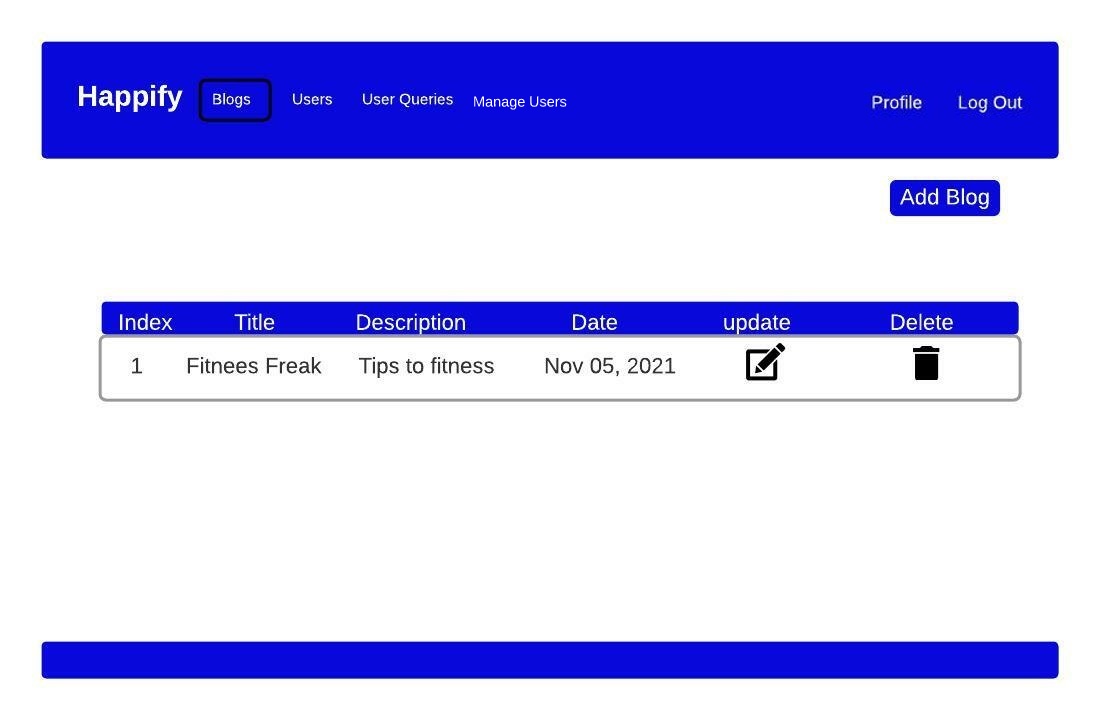 Happify Blogs Users User Queries Manage Users Profile Log Out
Add Blog
Index Title Description Date update Delete
1 Fitnees Freak Tips to fitness Nov 05, 2021